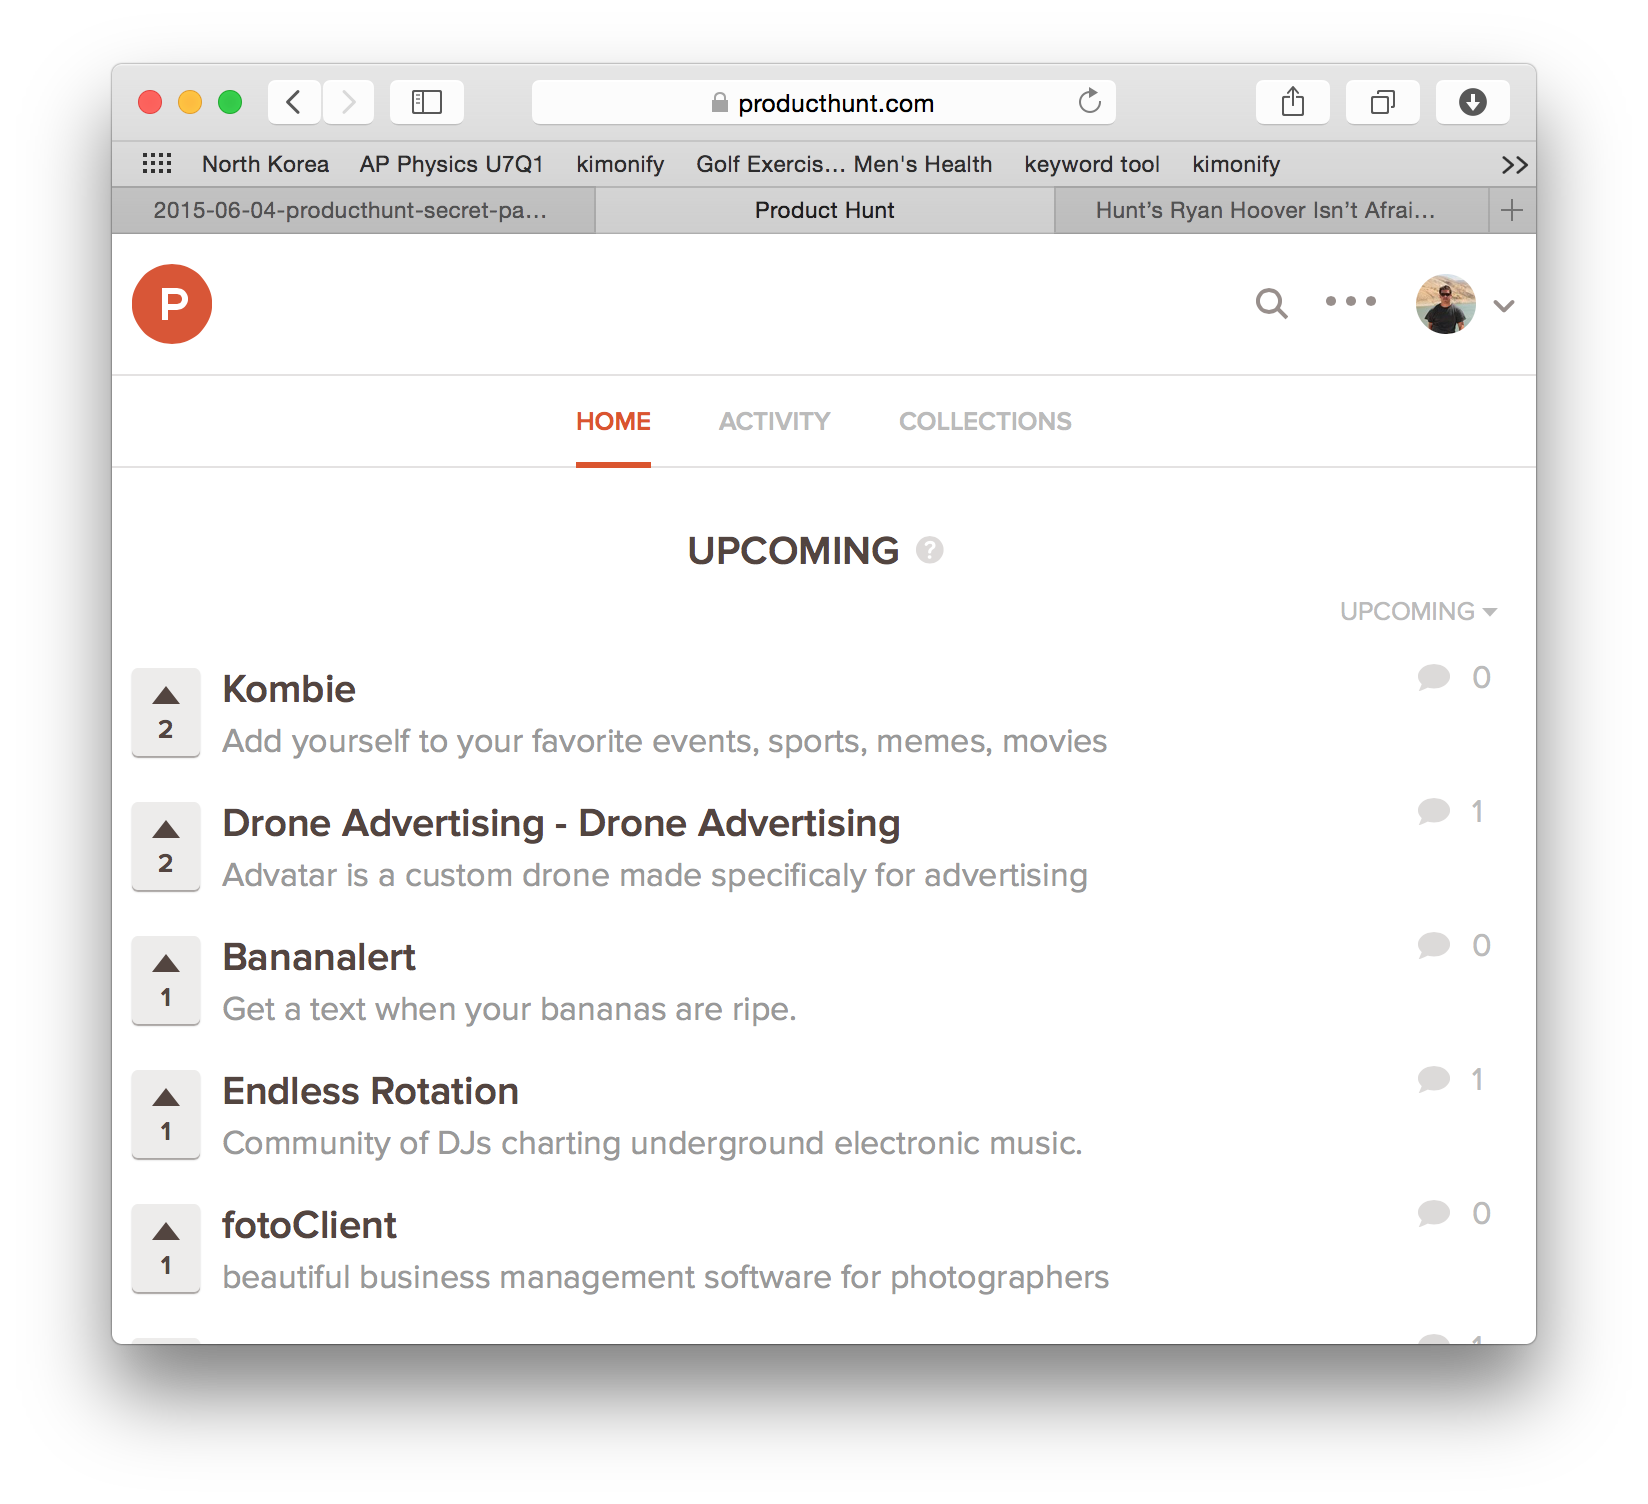 producthunt.com
North Korea AP Physics U7Q1 kimonify Golf Exercis... Men's Health keyword tool kimonify >>
2015-06-04-producthunt-secret-pa... Product Hunt Hunt's Ryan Hoover Isn't Afrai... +
P
HOME ACTIVITY COLLECTIONS
UPCOMING ?
UPCOMING
Kombie 0
2
Add yourself to your favorite events, sports, memes, movies
Drone Advertising - Drone Advertising 1
2
Advatar is a custom drone made specificaly for advertising
Bananalert 0
1
Get a text when your bananas are ripe.
Endless Rotation 1
1
Community of DJs charting underground electronic music.
fotoClient 0
1
beautiful business management software for photographers
1